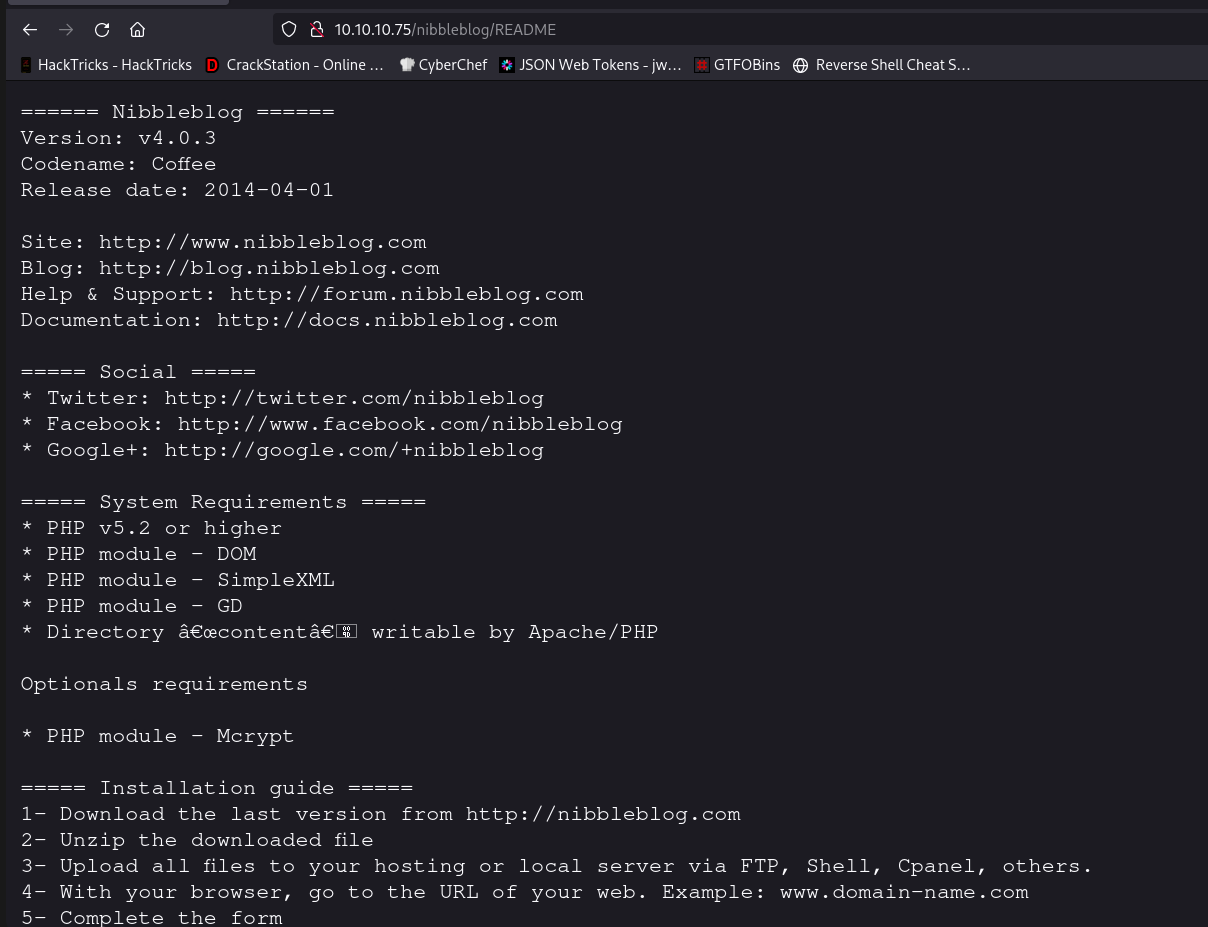 10.10.10.75/nibbleblog/README
HackTricks - HackTricks CrackStation - Online ... CyberChef JSON Web Tokens - jw... GTFOBins Reverse Shell Cheat S...
====== Nibbleblog ======
Version: v4.0.3
Codename: Coffee
Release date: 2014-04-01
Site: http://www.nibbleblog.com
Blog: http://blog.nibbleblog.com
Help & Support: http://forum.nibbleblog.com
Documentation: http://docs.nibbleblog.com
===== Social =====
* Twitter: http://twitter.com/nibbleblog
* Facebook: http://www.facebook.com/nibbleblog
* Google+: http://google.com/+nibbleblog
===== System Requirements =====
* PHP v5.2 or higher
* PHP module - DOM
* PHP module - SimpleXML
* PHP module - GD
* Directory “content†writable by Apache/PHP
Optionals requirements
* PHP module - Mcrypt
===== Installation guide =====
1- Download the last version from http://nibbleblog.com
2- Unzip the downloaded file
3- Upload all files to your hosting or local server via FTP, Shell, Cpanel, others.
4- With your browser, go to the URL of your web. Example: www.domain-name.com
5- Complete the form